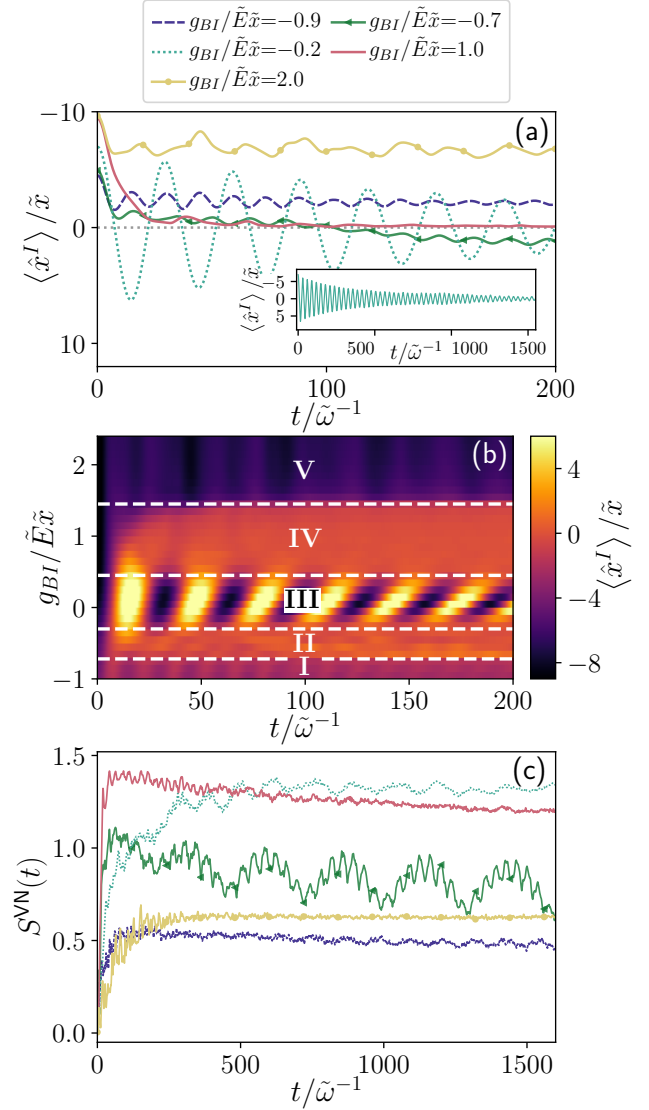 g_{BI}/Ẽx̃=−0.9 g_{BI}/Ẽx̃=−0.7
g_{BI}/Ẽx̃=−0.2 g_{BI}/Ẽx̃=1.0
g_{BI}/Ẽx̃=2.0
−10
(a)
⟨x̂^I⟩/x̃
0
10
0 100 200
t/ω̃^{−1}
⟨x̂^I⟩/x̃
−5
5
0 500 1000 1500
t/ω̃^{−1}
(b)
2
1
0
−1
g_{BI}/Ẽx̃
V
IV
III
II
I
0 50 100 150 200
t/ω̃^{−1}
4
0
−4
−8
⟨x̂^I⟩/x̃
(c)
1.5
1.0
0.5
0.0
S^{VN}(t)
0 500 1000 1500
t/ω̃^{−1}